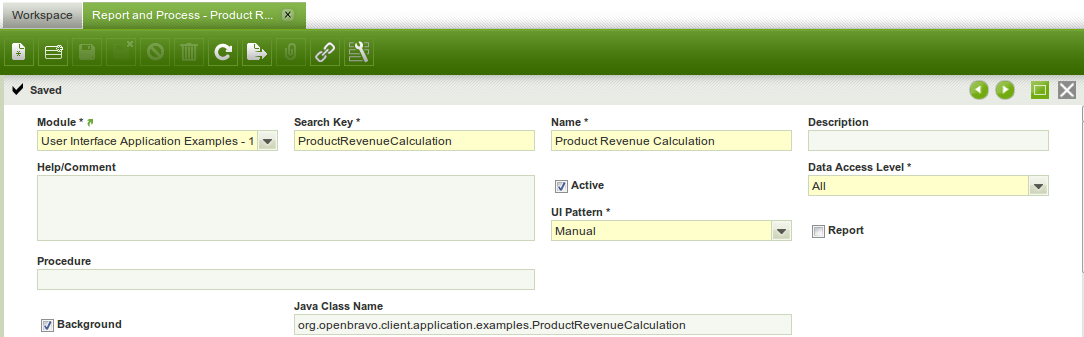 Workspace
Report and Process - Product R...
Saved
Module *
Search Key *
Name *
Description
User Interface Application Examples - 1
ProductRevenueCalculation
Product Revenue Calculation
Help/Comment
Data Access Level *
Active
All
UI Pattern *
Manual
Report
Procedure
Java Class Name
Background
org.openbravo.client.application.examples.ProductRevenueCalculation